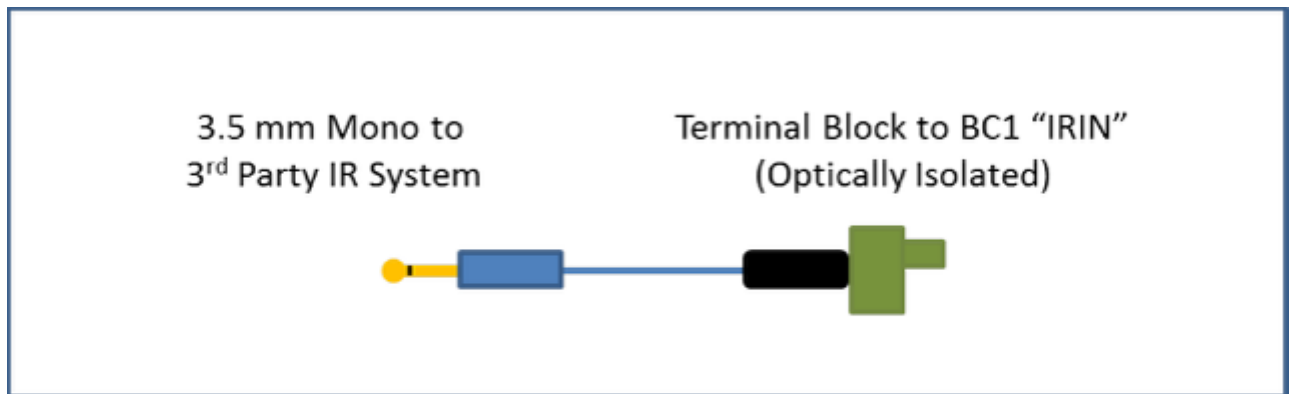 3.5 mm Mono to
3rd Party IR System
Terminal Block to BC1 “IRIN”
(Optically Isolated)